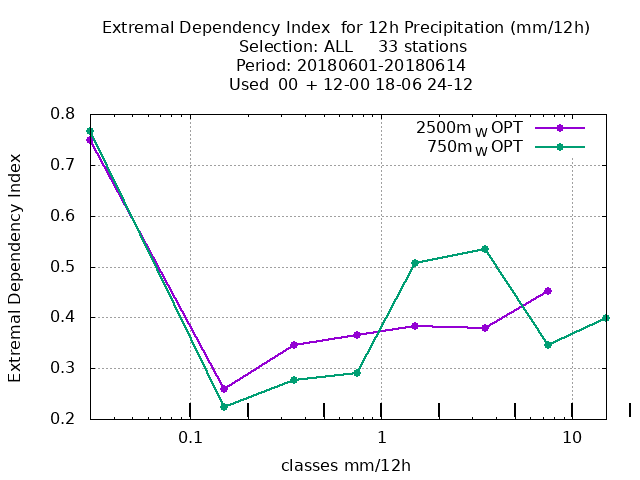 Extremal Dependency Index  for 12h Precipitation (mm/12h)
Selection: ALL     33 stations
Period: 20180601-20180614
Used  00  + 12-00 18-06 24-12
2500m W OPT
750m W OPT
Extremal Dependency Index
0.8
0.7
0.6
0.5
0.4
0.3
0.2
0.1
1
10
classes mm/12h